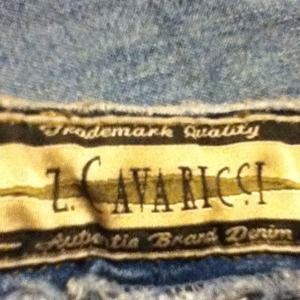 Trademark Quality
Z. CAVARICCI
Authentic Brand Denim